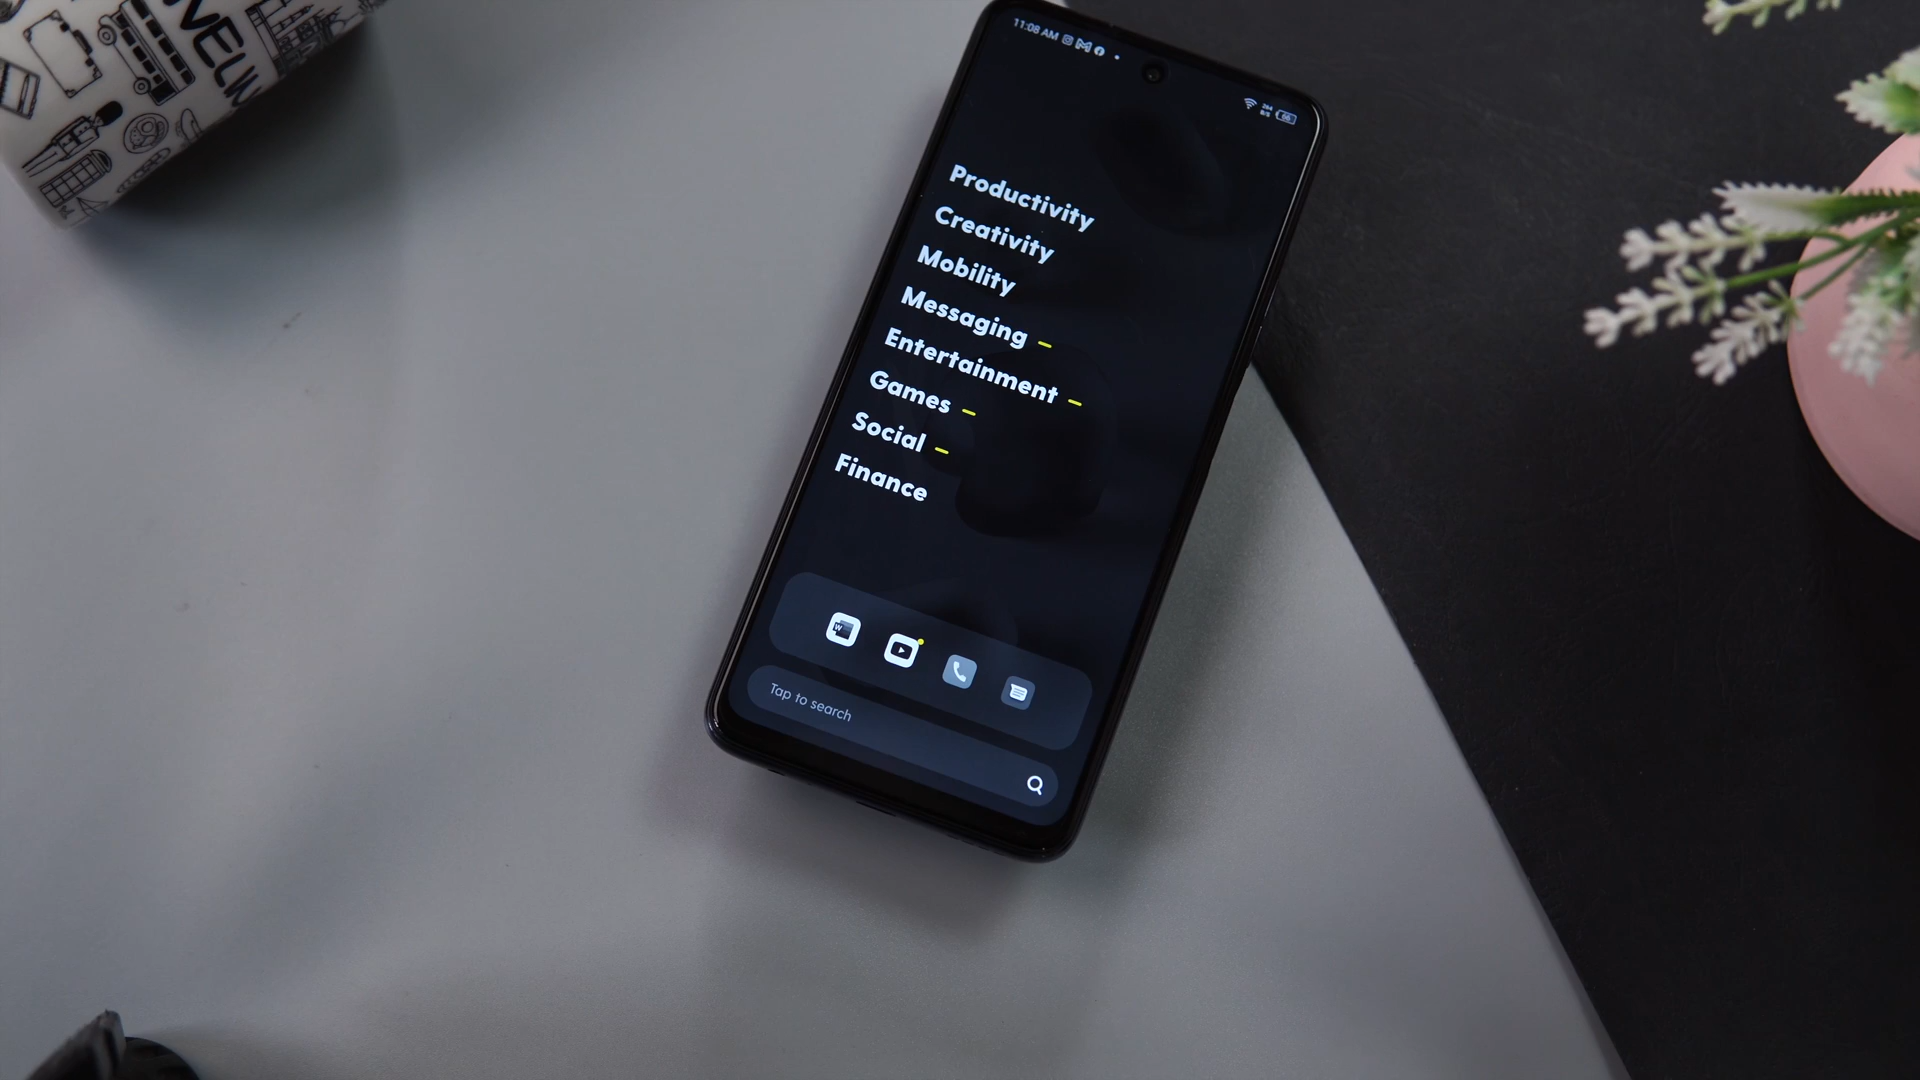 11:08 AM
Productivity
Creativity
Mobility
Messaging
Entertainment
Games
Social
Finance
W
Tap to search